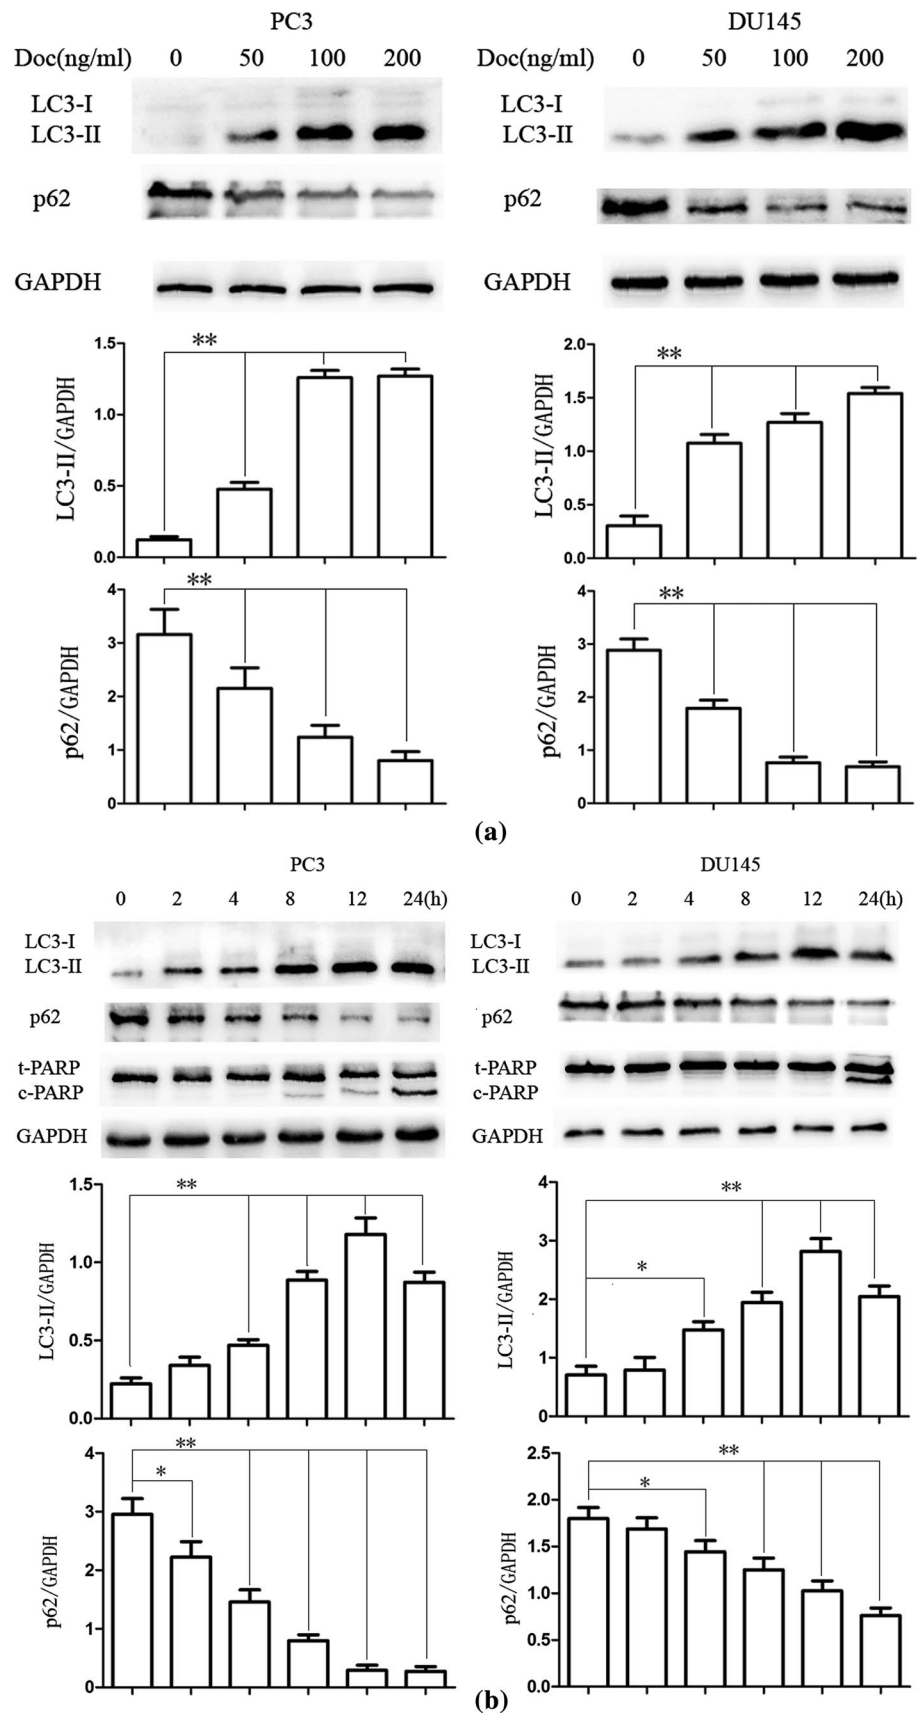 PC3 DU145
Doc(ng/ml) 0 50 100 200 Doc(ng/ml) 0 50 100 200
LC3-I LC3-I
LC3-II LC3-II
p62 p62
GAPDH GAPDH
LC3-II/GAPDH
1.5
1.0
0.5
0.0
**
LC3-II/GAPDH
2.0
1.5
1.0
0.5
0.0
**
p62/GAPDH
4
3
2
1
0
**
p62/GAPDH
4
3
2
1
0
**
(a)
PC3 DU145
0 2 4 8 12 24(h) 0 2 4 8 12 24(h)
LC3-I LC3-I
LC3-II LC3-II
p62 p62
t-PARP t-PARP
c-PARP c-PARP
GAPDH GAPDH
LC3-II/GAPDH
1.5
1.0
0.5
0.0
**
LC3-II/GAPDH
4
3
2
1
0
**
*
p62/GAPDH
4
3
2
1
0
**
*
p62/GAPDH
2.5
2.0
1.5
1.0
0.5
0.0
**
*
(b)